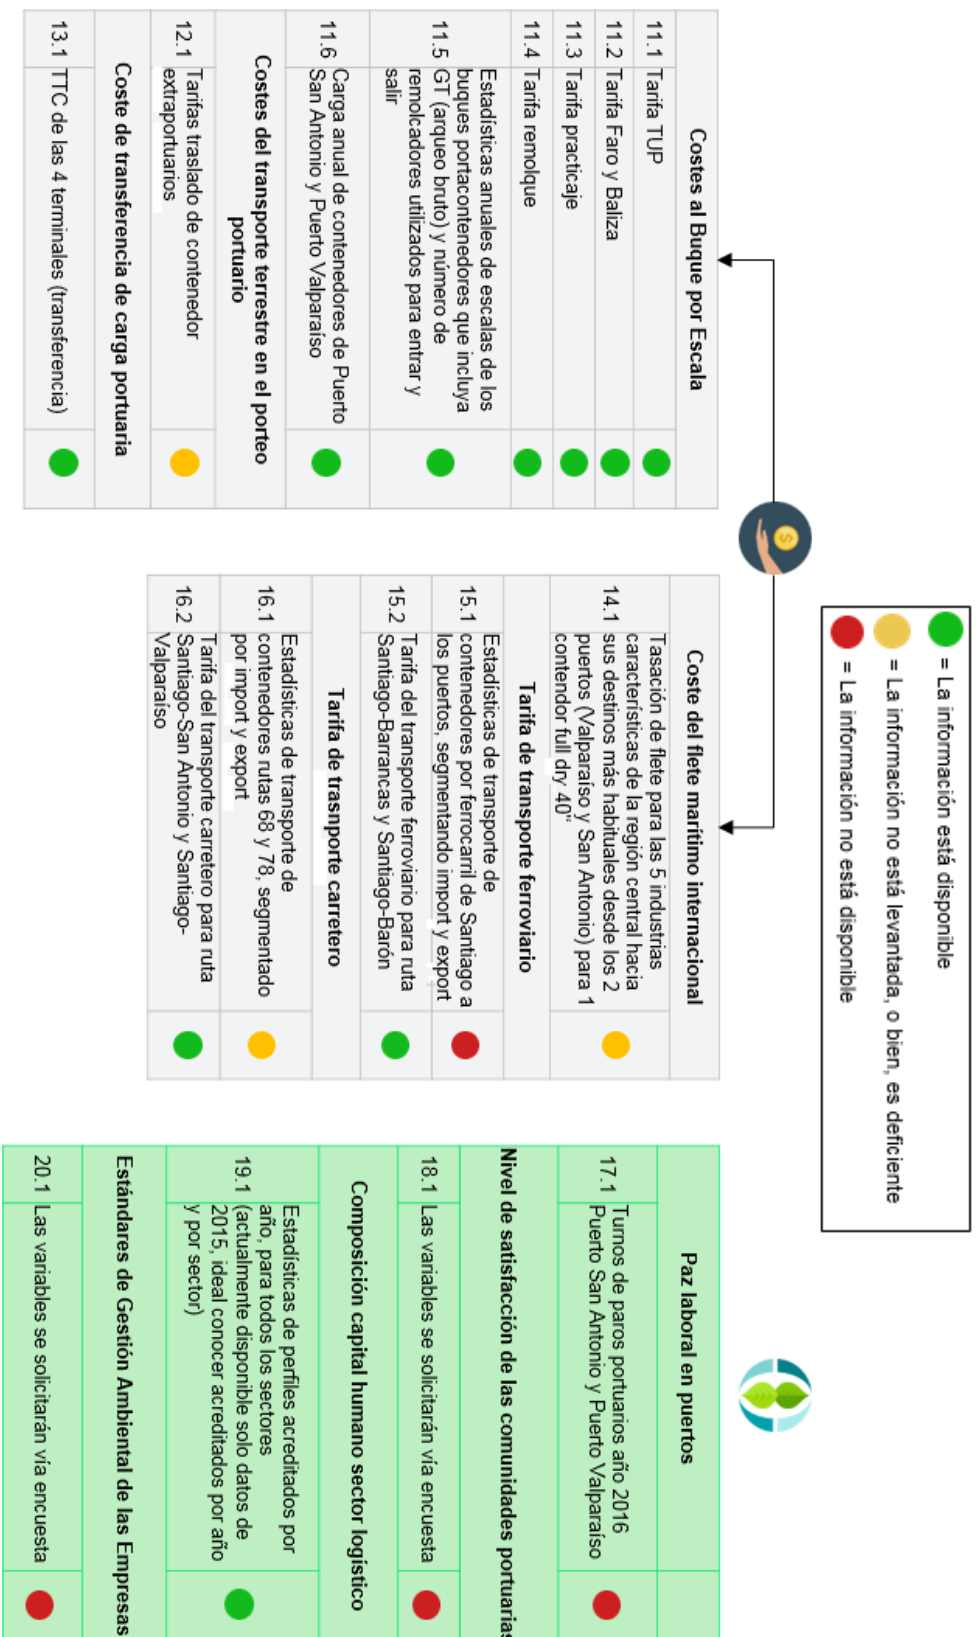 = La información está disponible
= La información no está levantada, o bien, es deficiente
= La información no está disponible
Costes al Buque por Escala
11.1 Tarifa TUP
11.2 Tarifa Faro y Baliza
11.3 Tarifa practicaje
11.4 Tarifa remolque
Estadísticas anuales de escalas de los
buques portacontenedores que incluya
11.5 GT (arqueo bruto) y número de
remolcadores utilizados para entrar y
salir
11.6 Carga anual de contenedores de Puerto
San Antonio y Puerto Valparaíso
Costes del transporte terrestre en el porteo
portuario
12.1 Tarifas traslado de contenedor
extraportuarios
Coste de transferencia de carga portuaria
13.1 TTC de las 4 terminales (transferencia)
Coste del flete marítimo internacional
Tasación de flete para las 5 industrias
características de la región central hacia
14.1 sus destinos más habituales desde los 2
puertos (Valparaíso y San Antonio) para 1
contendor full dry 40"
Tarifa de transporte ferroviario
Estadísticas de transporte de
15.1 contenedores por ferrocarril de Santiago a
los puertos, segmentando import y export
15.2 Tarifa del transporte ferroviario para ruta
Santiago-Barrancas y Santiago-Barón
Tarifa de trasnporte carretero
Estadísticas de transporte de
16.1 contenedores rutas 68 y 78, segmentado
por import y export
Tarifa del transporte carretero para ruta
16.2 Santiago-San Antonio y Santiago-
Valparaíso
Paz laboral en puertos
17.1 Turnos de paros portuarios año 2016
Puerto San Antonio y Puerto Valparaíso
Nivel de satisfacción de las comunidades portuarias
18.1 Las variables se solicitarán vía encuesta
Composición capital humano sector logístico
Estadísticas de perfiles acreditados por
año, para todos los sectores
19.1 (actualmente disponible solo datos de
2015, ideal conocer acreditados por año
y por sector)
Estándares de Gestión Ambiental de las Empresas
20.1 Las variables se solicitarán vía encuesta